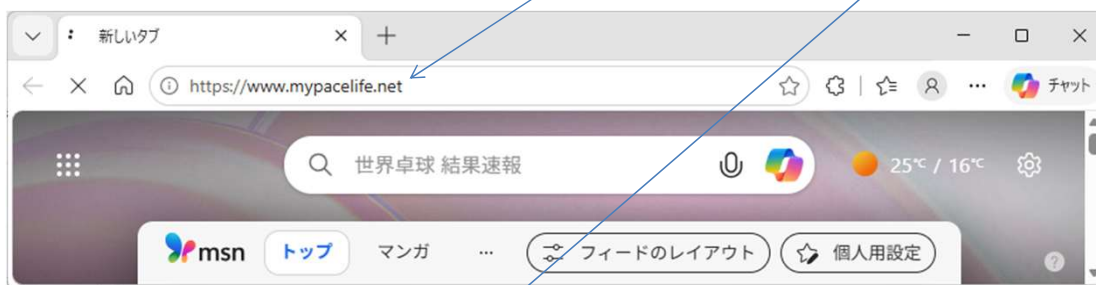 新しいタブ
https://www.mypacelife.net
チャット
世界卓球 結果速報
25℃ / 16℃
msn トップ マンガ ... フィードのレイアウト 個人用設定